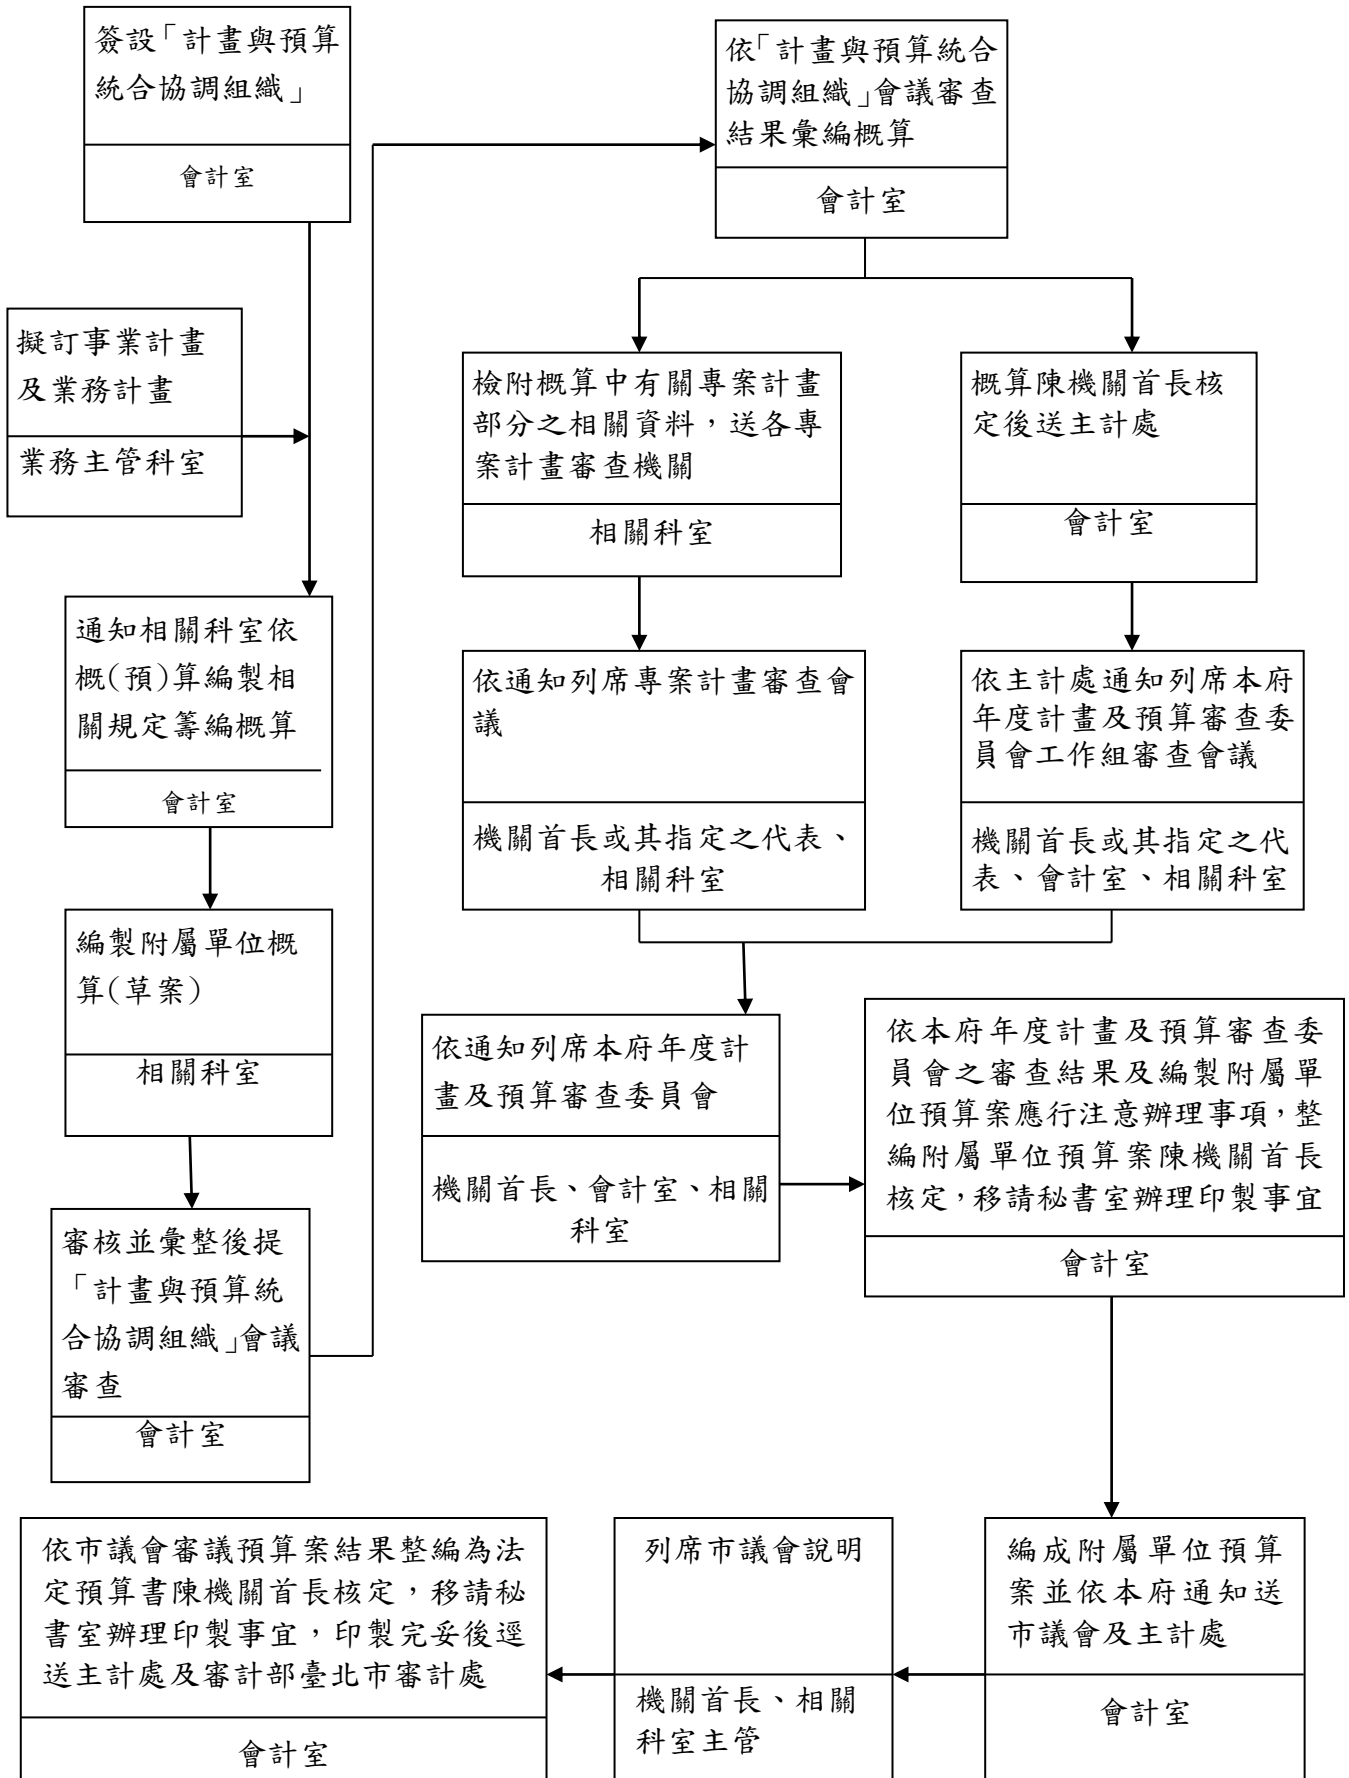 簽設「計畫與預算
統合協調組織」
會計室
擬訂事業計畫
及業務計畫
業務主管科室
通知相關科室依
概(預)算編製相
關規定籌編概算
會計室
編製附屬單位概
算(草案)
相關科室
審核並彙整後提
「計畫與預算統
合協調組織」會議
審查
會計室
依「計畫與預算統合
協調組織」會議審查
結果彙編概算
會計室
檢附概算中有關專案計畫
部分之相關資料，送各專
案計畫審查機關
相關科室
概算陳機關首長核
定後送主計處
會計室
依通知列席專案計畫審查會
議
機關首長或其指定之代表、
相關科室
依主計處通知列席本府
年度計畫及預算審查委
員會工作組審查會議
機關首長或其指定之代
表、會計室、相關科室
依通知列席本府年度計
畫及預算審查委員會
機關首長、會計室、相關
科室
依本府年度計畫及預算審查委
員會之審查結果及編製附屬單
位預算案應行注意辦理事項，整
編附屬單位預算案陳機關首長
核定，移請秘書室辦理印製事宜
會計室
編成附屬單位預算
案並依本府通知送
市議會及主計處
會計室
列席市議會說明
機關首長、相關
科室主管
依市議會審議預算案結果整編為法
定預算書陳機關首長核定，移請秘
書室辦理印製事宜，印製完妥後逕
送主計處及審計部臺北市審計處
會計室